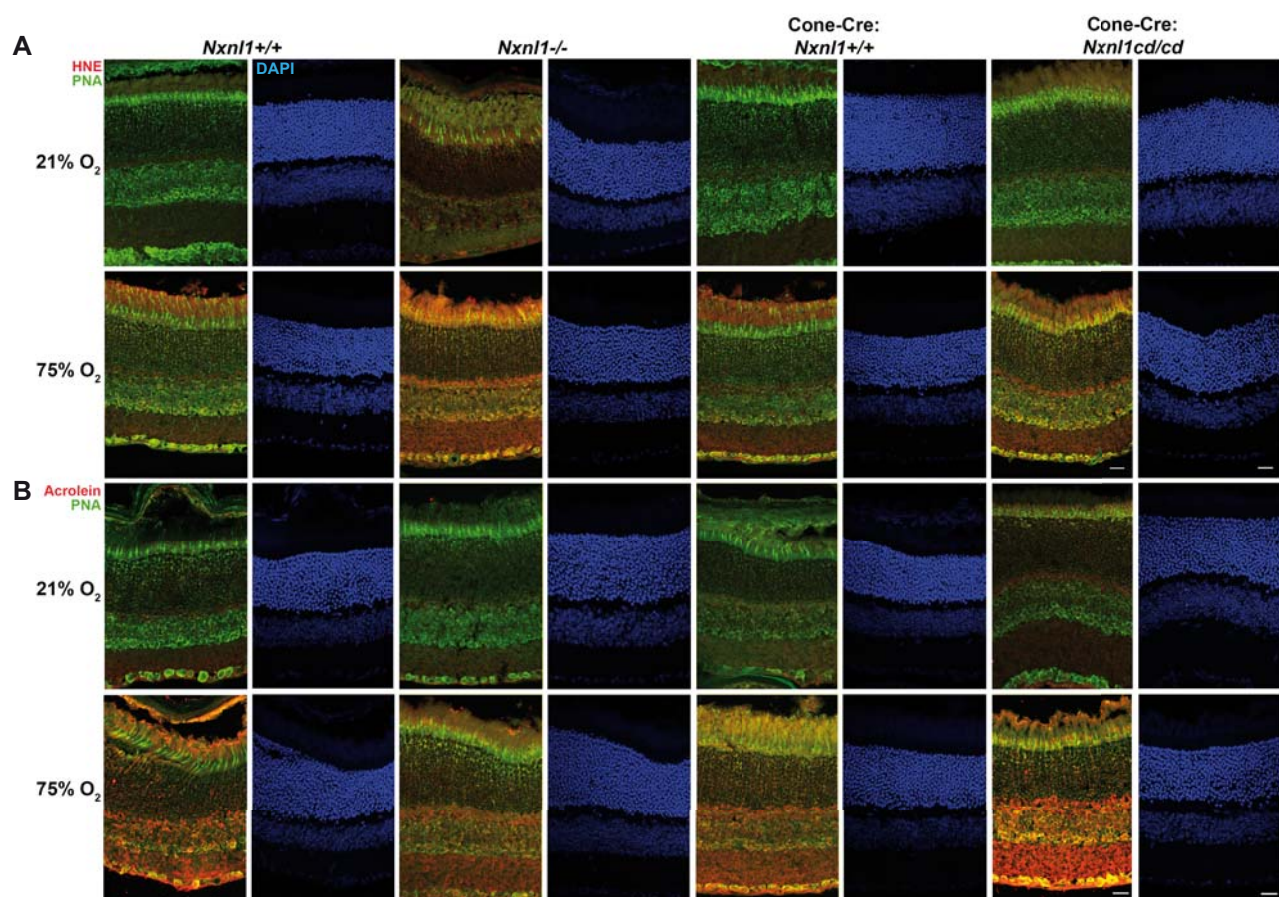 Cone-Cre:
Cone-Cre:
A
Nxnl1+/+
Nxnl1-/-
Nxnl1+/+
Nxnl1cd/cd
HNE
PNA
DAPI
21% O2
75% O2
B
Acrolein
PNA
21% O2
75% O2